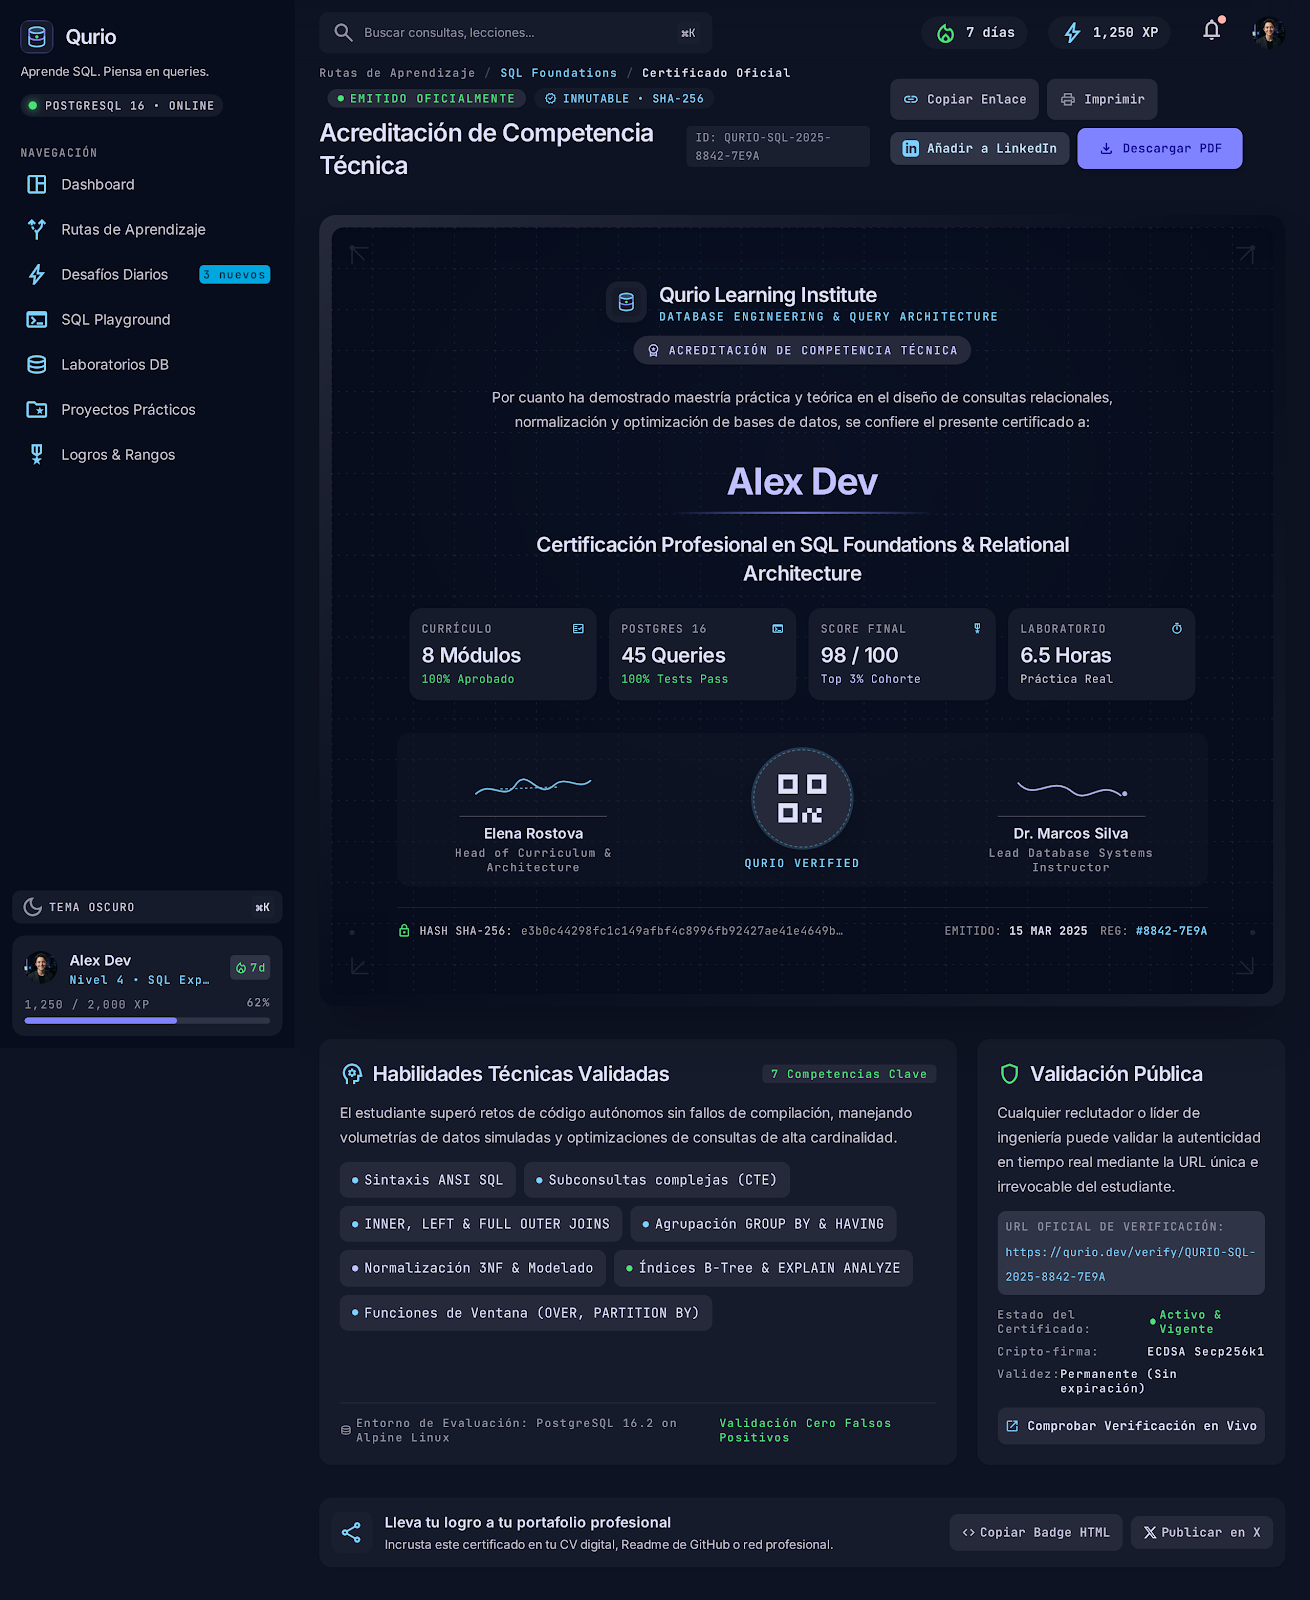 Qurio
Aprende SQL. Piensa en queries.
POSTGRESQL 16 • ONLINE
NAVEGACIÓN
Dashboard
Rutas de Aprendizaje
Desafíos Diarios
3 nuevos
SQL Playground
Laboratorios DB
Proyectos Prácticos
Logros & Rangos
TEMA OSCURO
⌘K
Alex Dev
Nivel 4 • SQL Exp…
7d
1,250 / 2,000 XP
62%
Buscar consultas, lecciones...
⌘K
7 días
1,250 XP
Rutas de Aprendizaje / SQL Foundations / Certificado Oficial
EMITIDO OFICIALMENTE
INMUTABLE • SHA-256
Acreditación de Competencia
Técnica
ID: QURIO-SQL-2025-
8842-7E9A
Copiar Enlace
Imprimir
Añadir a LinkedIn
Descargar PDF
Qurio Learning Institute
DATABASE ENGINEERING & QUERY ARCHITECTURE
ACREDITACIÓN DE COMPETENCIA TÉCNICA
Por cuanto ha demostrado maestría práctica y teórica en el diseño de consultas relacionales,
normalización y optimización de bases de datos, se confiere el presente certificado a:
Alex Dev
Certificación Profesional en SQL Foundations & Relational
Architecture
CURRÍCULO
8 Módulos
100% Aprobado
POSTGRES 16
45 Queries
100% Tests Pass
SCORE FINAL
98 / 100
Top 3% Cohorte
LABORATORIO
6.5 Horas
Práctica Real
Elena Rostova
Head of Curriculum &
Architecture
QURIO VERIFIED
Dr. Marcos Silva
Lead Database Systems
Instructor
HASH SHA-256: e3b0c44298fc1c149afbf4c8996fb92427ae41e4649b…
EMITIDO: 15 MAR 2025 REG: #8842-7E9A
Habilidades Técnicas Validadas
7 Competencias Clave
El estudiante superó retos de código autónomos sin fallos de compilación, manejando
volumetrías de datos simuladas y optimizaciones de consultas de alta cardinalidad.
Sintaxis ANSI SQL
Subconsultas complejas (CTE)
INNER, LEFT & FULL OUTER JOINS
Agrupación GROUP BY & HAVING
Normalización 3NF & Modelado
Índices B-Tree & EXPLAIN ANALYZE
Funciones de Ventana (OVER, PARTITION BY)
Entorno de Evaluación: PostgreSQL 16.2 on
Alpine Linux
Validación Cero Falsos
Positivos
Validación Pública
Cualquier reclutador o líder de
ingeniería puede validar la autenticidad
en tiempo real mediante la URL única e
irrevocable del estudiante.
URL OFICIAL DE VERIFICACIÓN:
https://qurio.dev/verify/QURIO-SQL-
2025-8842-7E9A
Estado del
Certificado:
Activo &
Vigente
Cripto-firma:
ECDSA Secp256k1
Validez:
Permanente (Sin
expiración)
Comprobar Verificación en Vivo
Lleva tu logro a tu portafolio profesional
Incrusta este certificado en tu CV digital, Readme de GitHub o red profesional.
Copiar Badge HTML
Publicar en X